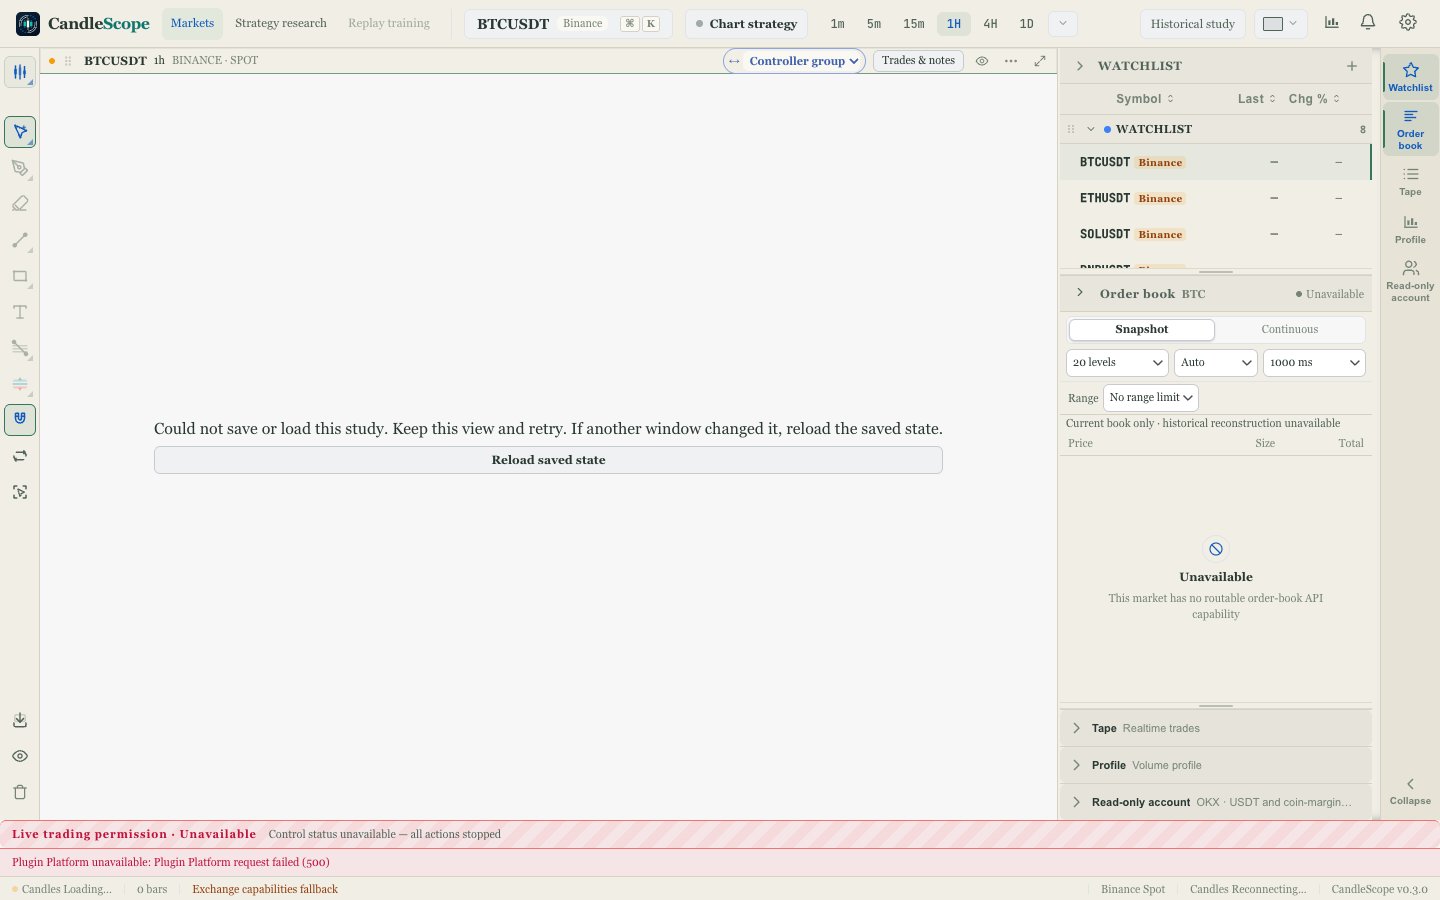 CandleScope Markets Strategy research Replay training BTCUSDT Binance ⌘ K Chart strategy 1m 5m 15m 1H 4H 1D Historical study
BTCUSDT 1h BINANCE · SPOT ↔ Controller group Trades & notes
Could not save or load this study. Keep this view and retry. If another window changed it, reload the saved state.
Reload saved state
WATCHLIST
Symbol Last Chg %
WATCHLIST 8
BTCUSDT Binance — —
ETHUSDT Binance — —
SOLUSDT Binance — —
Order book BTC Unavailable
Snapshot Continuous
20 levels Auto 1000 ms
Range No range limit
Current book only · historical reconstruction unavailable
Price Size Total
Unavailable
This market has no routable order-book API
capability
Tape Realtime trades
Profile Volume profile
Read-only account OKX · USDT and coin-margin...
Watchlist
Order
book
Tape
Profile
Read-only
account
Collapse
Live trading permission · Unavailable Control status unavailable — all actions stopped
Plugin Platform unavailable: Plugin Platform request failed (500)
Candles Loading... 0 bars Exchange capabilities fallback Binance Spot Candles Reconnecting... CandleScope v0.3.0